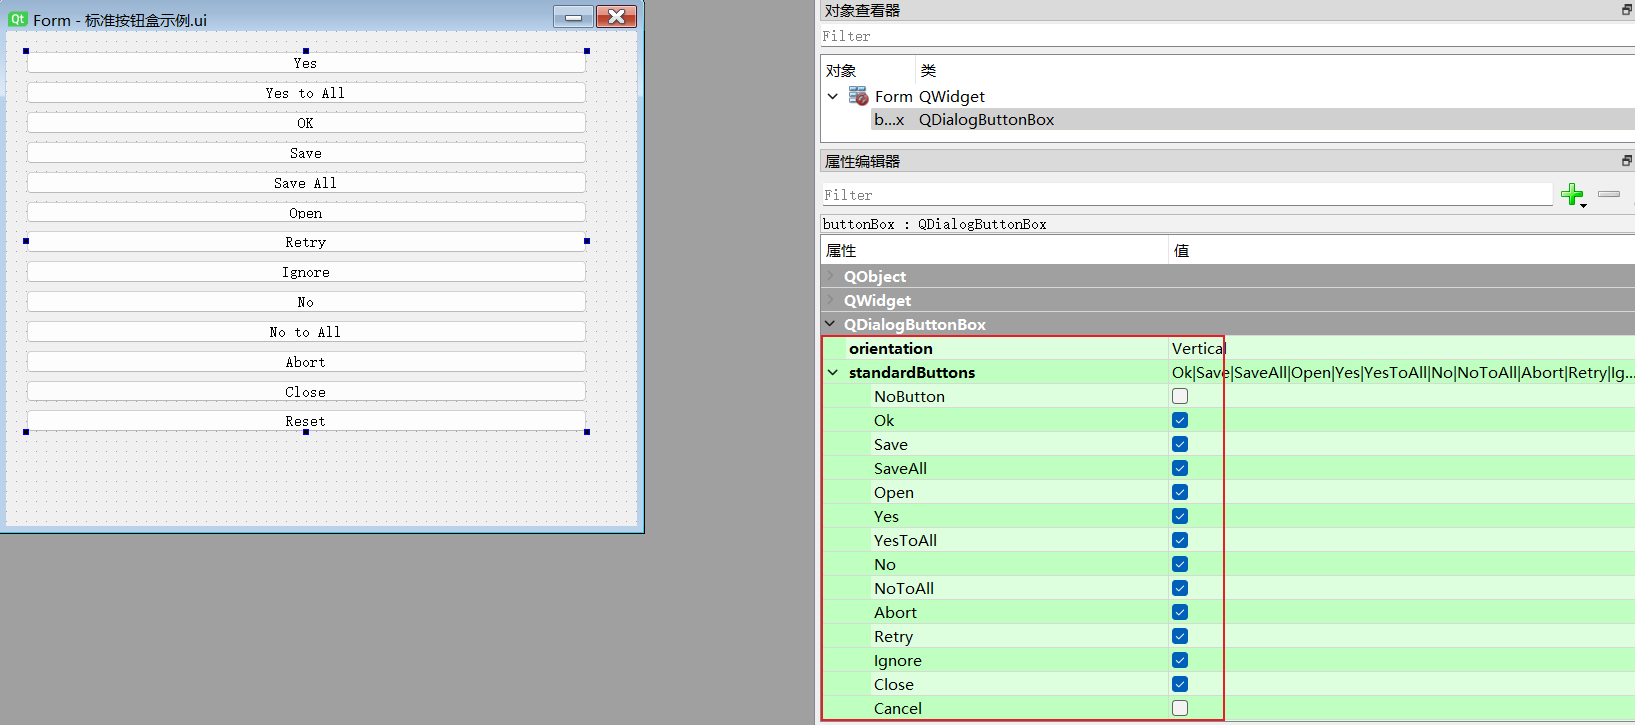 Qt Form - 标准按钮盒示例.ui
Yes
Yes to All
OK
Save
Save All
Open
Retry
Ignore
No
No to All
Abort
Close
Reset
对象查看器
Filter
对象 类
Form QWidget
b...x QDialogButtonBox
属性编辑器
Filter
buttonBox : QDialogButtonBox
属性 值
QObject
QWidget
QDialogButtonBox
orientation Vertical
standardButtons Ok|Save|SaveAll|Open|Yes|YesToAll|No|NoToAll|Abort|Retry|Ig...
NoButton
Ok
Save
SaveAll
Open
Yes
YesToAll
No
NoToAll
Abort
Retry
Ignore
Close
Cancel